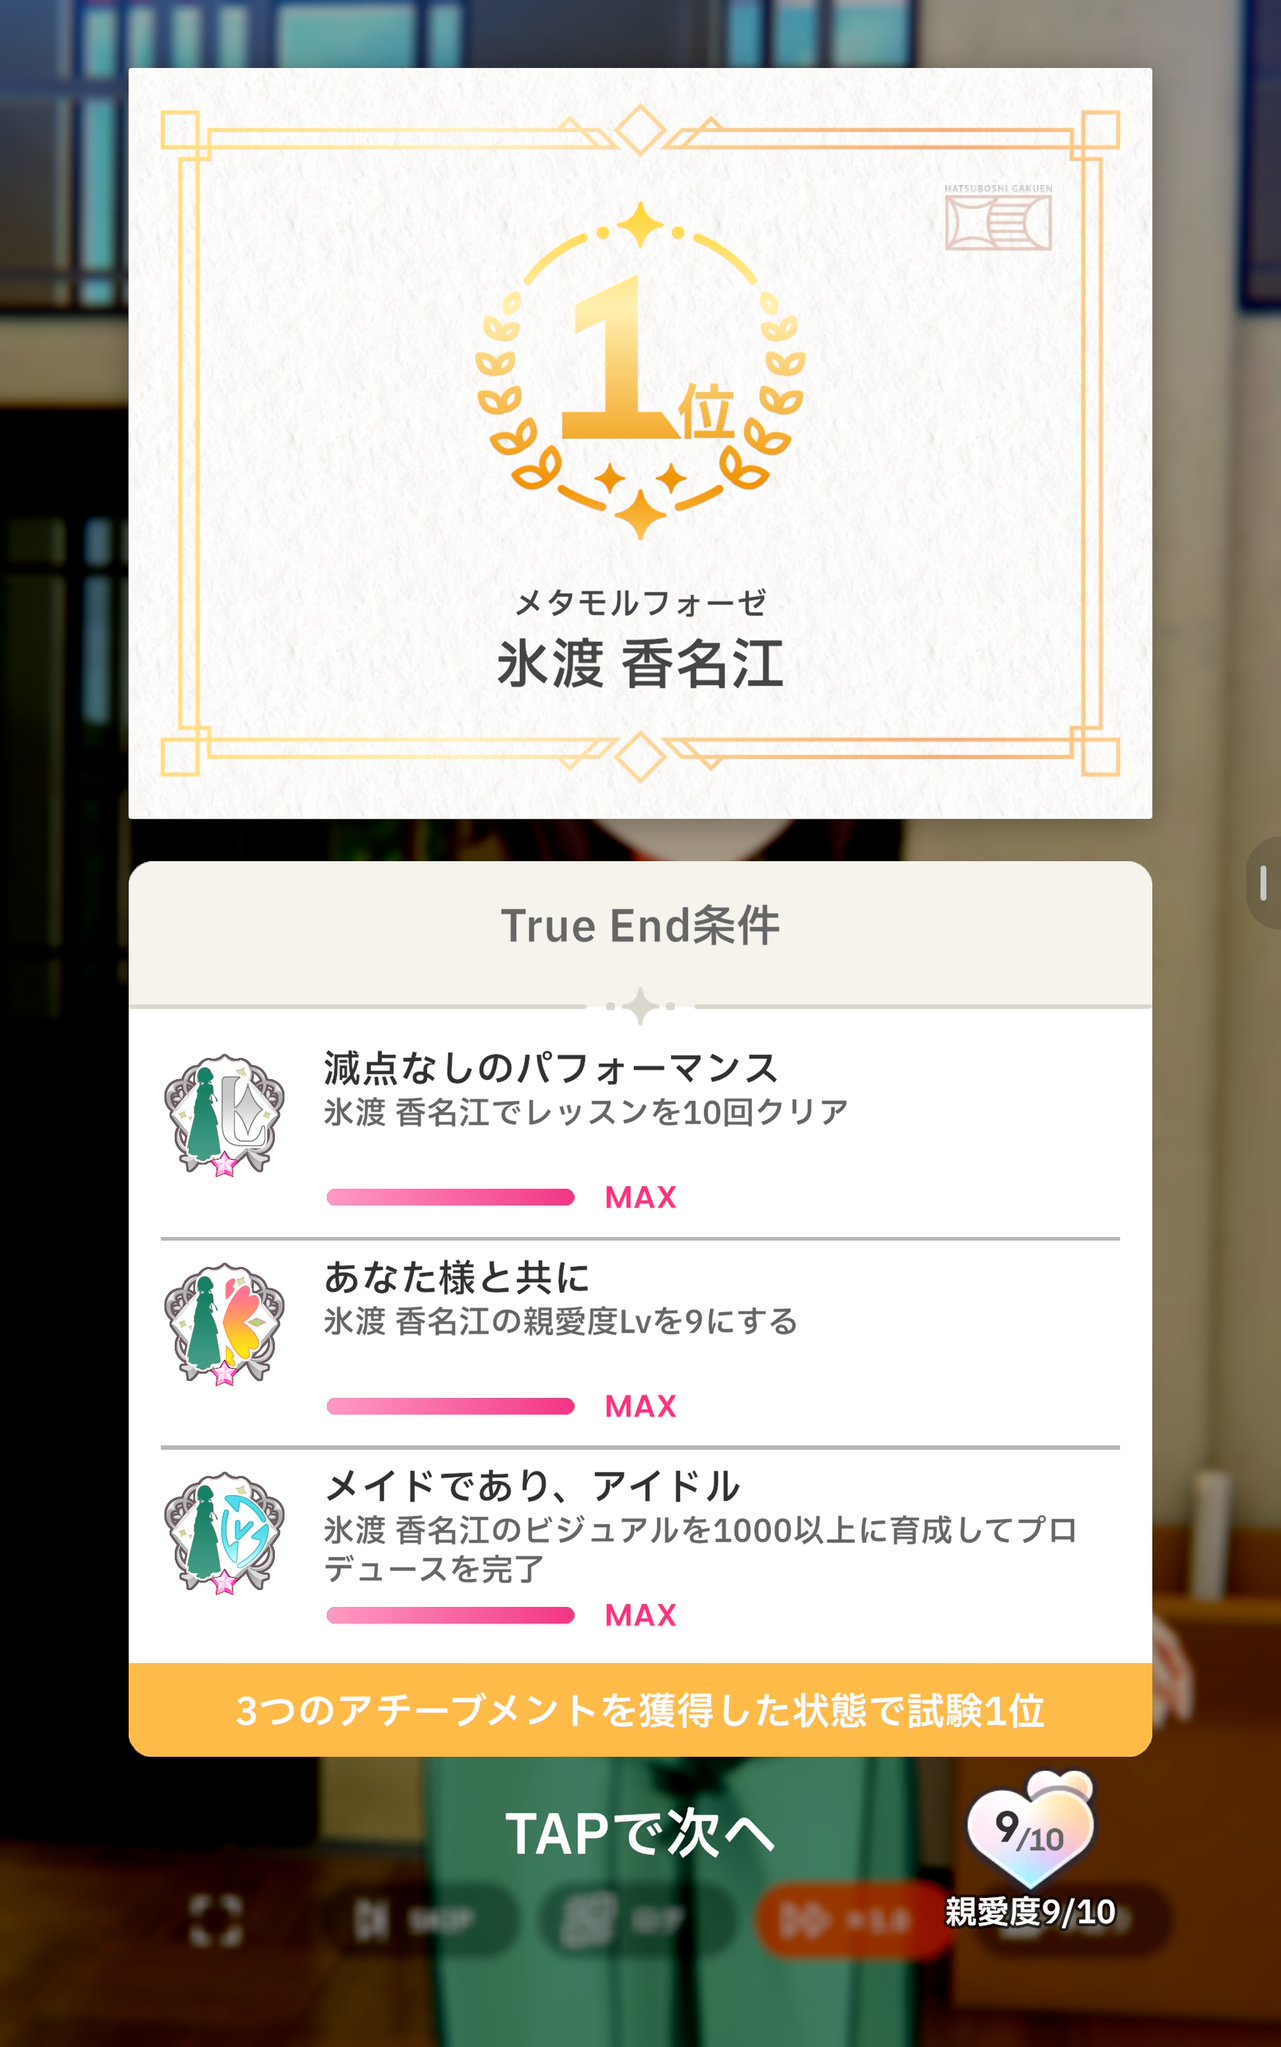 HATSUBOSHI GAKUEN
1位
メタモルフォーゼ
氷渡 香名江
True End条件
減点なしのパフォーマンス
氷渡 香名江でレッスンを10回クリア
MAX
あなた様と共に
氷渡 香名江の親愛度Lvを9にする
MAX
メイドであり、アイドル
氷渡 香名江のビジュアルを1000以上に育成してプロ
デュースを完了
MAX
3つのアチーブメントを獲得した状態で試験1位
TAPで次へ
9/10
親愛度9/10
SKIP
ログ